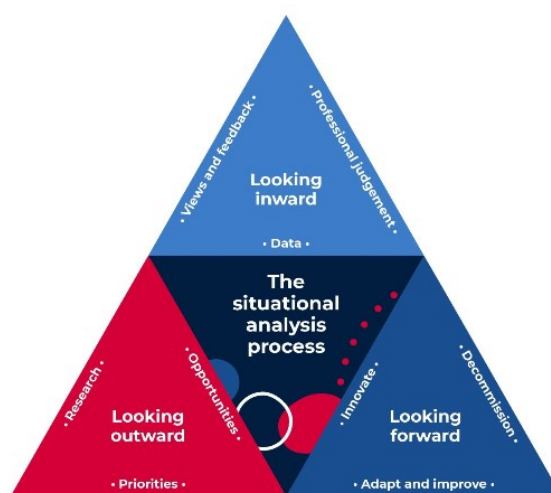 • Views and feedback •
• Professional judgement •
Looking
inward
• Data •
The
situational
analysis
process
• Research •
• Opportunities •
Looking
outward
• Priorities •
• Innovate •
• Decommission •
Looking
forward
• Adapt and improve •